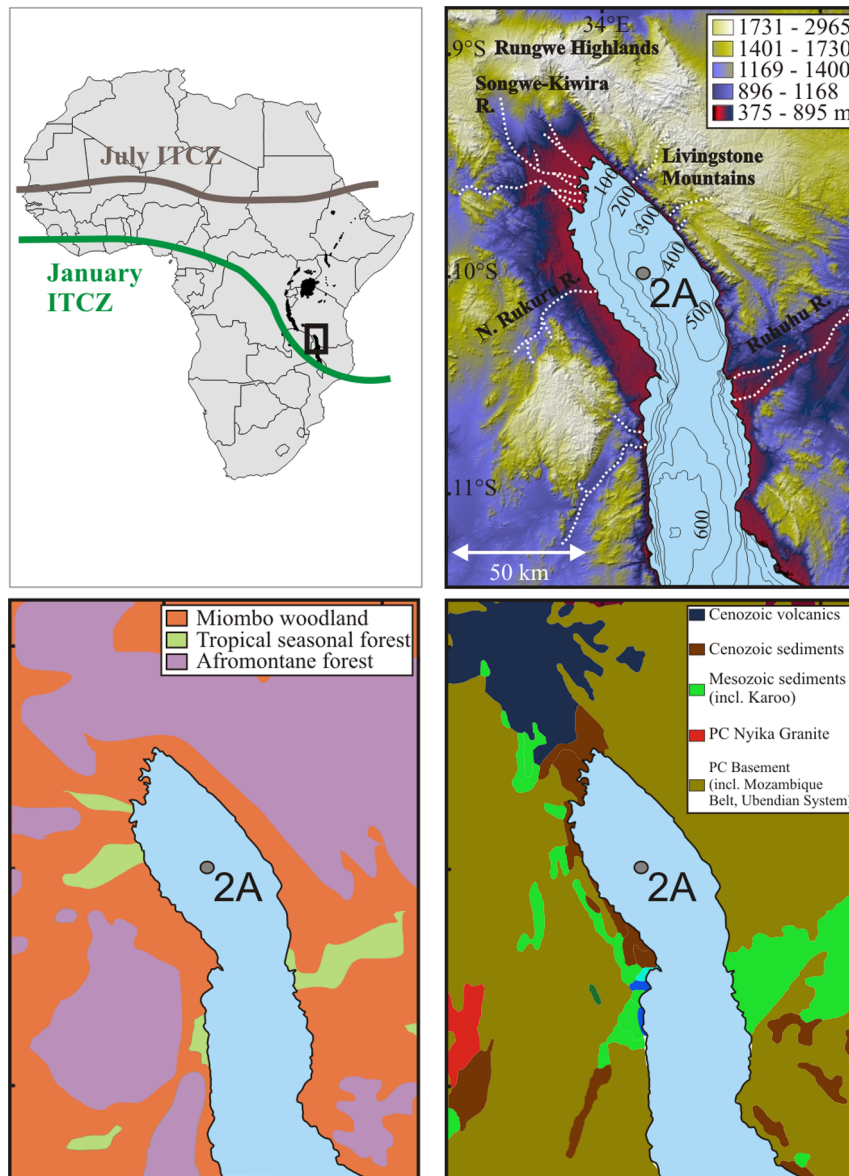 July ITCZ
January
ITCZ
34°E
9°S
Rungwe Highlands
Songwe-Kiwira
R.
1731 - 2965
1401 - 1730
1169 - 1400
896 - 1168
375 - 895 m
Livingstone
Mountains
100
200
300
400
10°S
2A
500
N. Rukuru R.
Ruhuhu R.
11°S
600
50 km
Miombo woodland
Tropical seasonal forest
Afromontane forest
2A
Cenozoic volcanics
Cenozoic sediments
Mesozoic sediments
(incl. Karoo)
PC Nyika Granite
PC Basement
(incl. Mozambique
Belt, Ubendian System)
2A